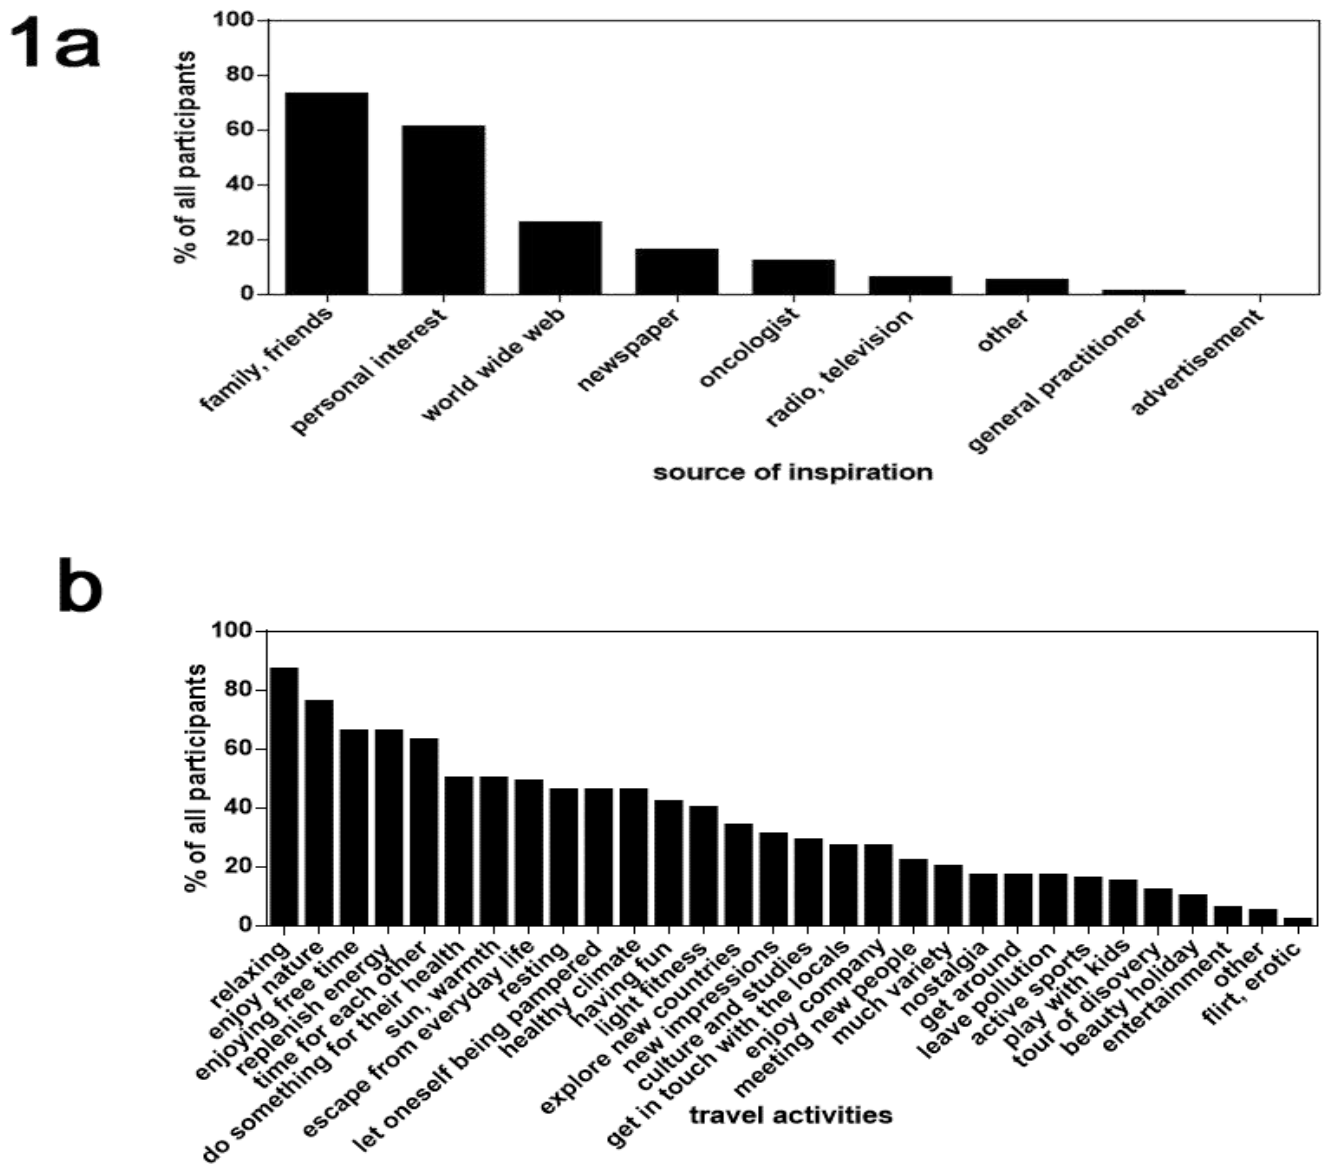 1a
% of all participants
100
80
60
40
20
0
family, friends
personal interest
world wide web
newspaper
oncologist
radio, television
other
general practitioner
advertisement
source of inspiration
b
% of all participants
100
80
60
40
20
0
relaxing
enjoy nature
enjoying free time
replenish energy
time for each other
do something for their health
sun, warmth
escape from everyday life
resting
let oneself being pampered
healthy climate
having fun
light fitness
explore new countries
new impressions
culture and studies
get in touch with the locals
enjoy company
meeting new people
much variety
nostalgia
get around
leave pollution
active sports
play with kids
tour of disovery
beauty holiday
entertainment
other
flirt, erotic
travel activities